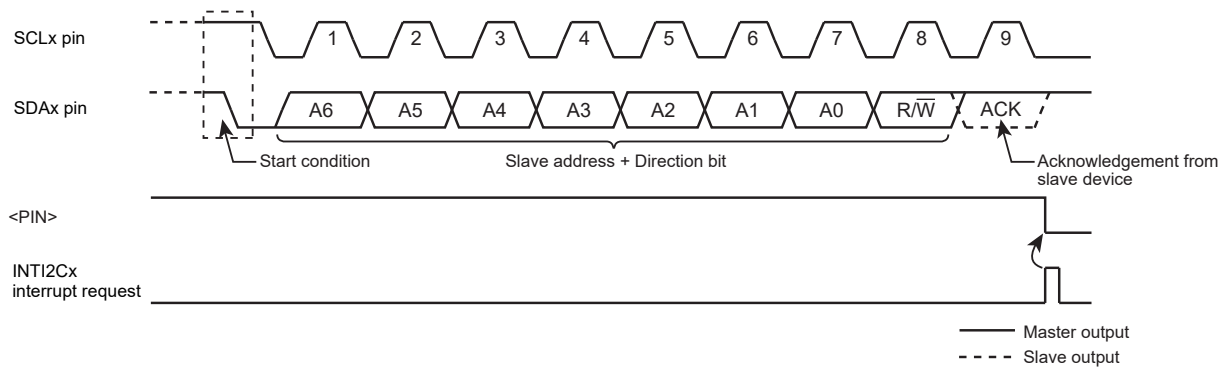 SCLx pin
1 2 3 4 5 6 7 8 9
SDAx pin
A6 A5 A4 A3 A2 A1 A0 R/W̅ ACK
Start condition
Slave address + Direction bit
Acknowledgement from
slave device
<PIN>
INTI2Cx
interrupt request
Master output
Slave output